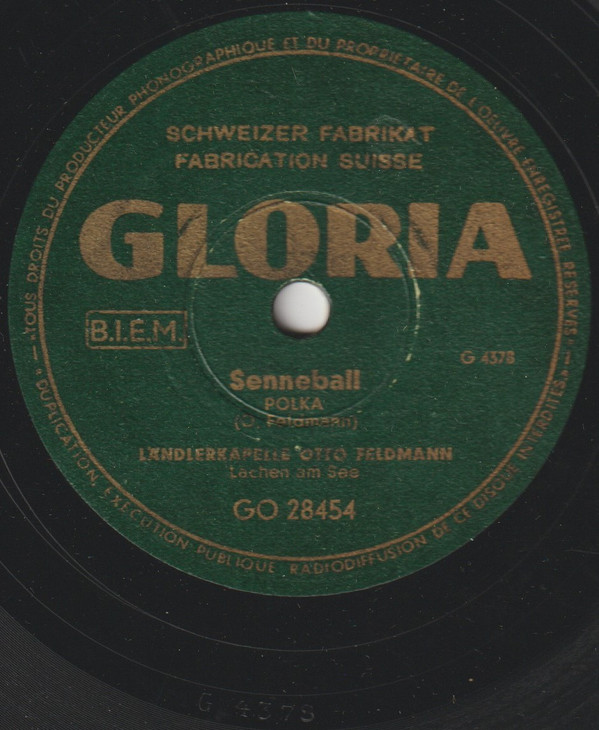 TOUS DROITS DU PRODUCTEUR PHONOGRAPHIQUE ET DU PROPRIETAIRE DE L'OEUVRE ENREGISTREE RESERVES
SCHWEIZER FABRIKAT
FABRICATION SUISSE
GLORIA
B.I.E.M.
G 4378
Senneball
POLKA
(O. Feldmann)
LÄNDLERKAPELLE OTTO FELDMANN
Lachen am See
GO 28454
DUPLICATION, EXECUTION PUBLIQUE RADIODIFFUSION DE CE DISQUE INTERDITES.
G 4378